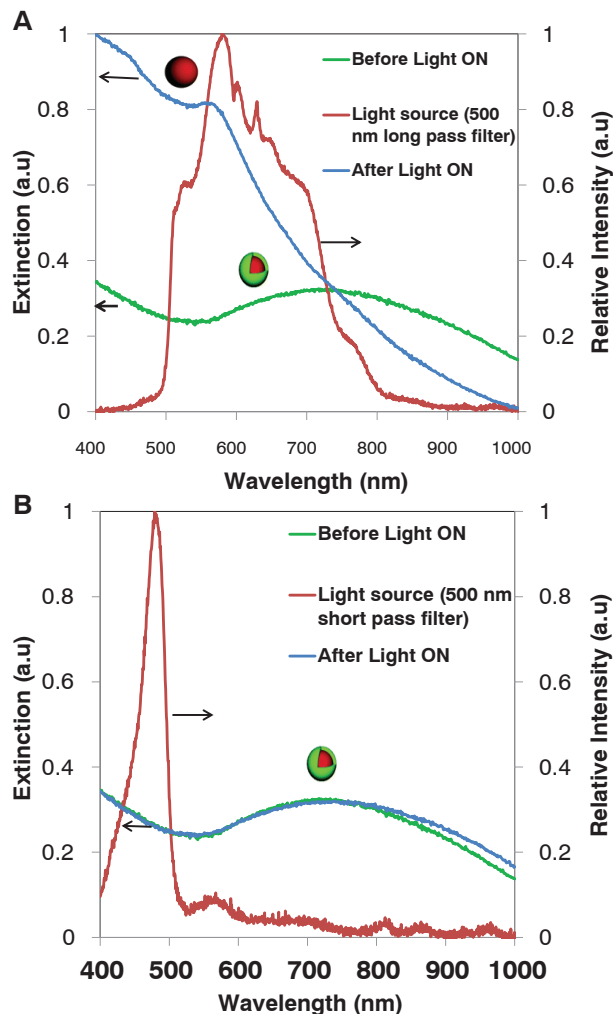 A
Extinction (a.u)
1
0.8
0.6
0.4
0.2
0
Before Light ON
Light source (500
nm long pass filter)
After Light ON
1
0.8
0.6
0.4
0.2
0
Relative Intensity (a.u)
400 500 600 700 800 900 1000
Wavelength (nm)
B
Extinction (a.u)
1
0.8
0.6
0.4
0.2
0
Before Light ON
Light source (500 nm
short pass filter)
After Light ON
1
0.8
0.6
0.4
0.2
0
Relative Intensity (a.u)
400 500 600 700 800 900 1000
Wavelength (nm)